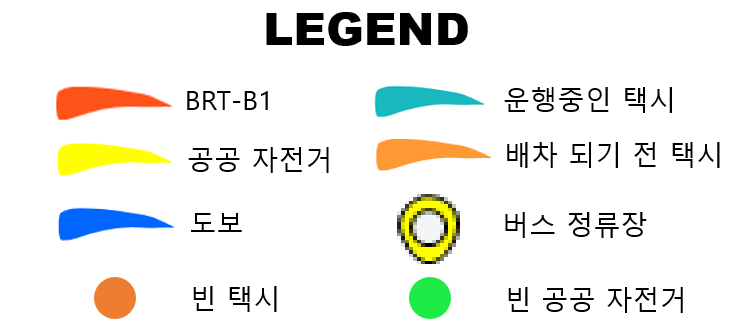 LEGEND
BRT-B1
운행중인 택시
공공 자전거
배차 되기 전 택시
도보
버스 정류장
빈 택시
빈 공공 자전거